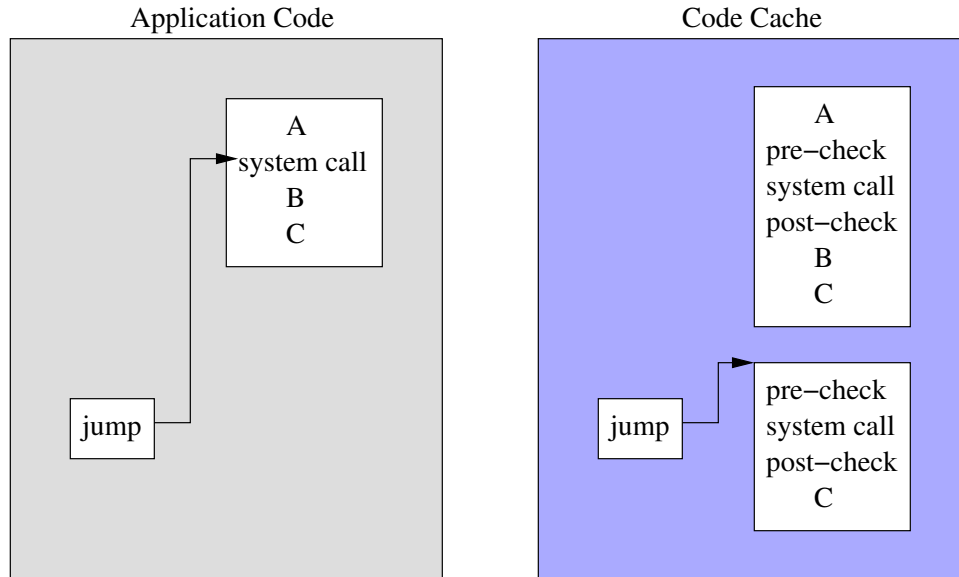 Application Code
A
system call
B
C
jump
Code Cache
A
pre−check
system call
post−check
B
C
jump
pre−check
system call
post−check
C